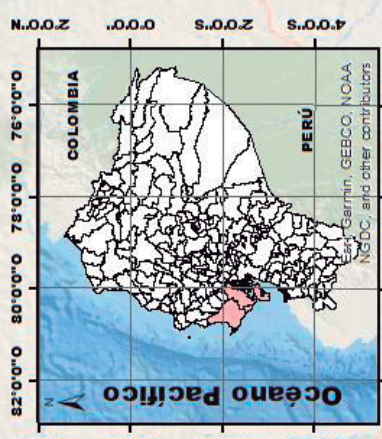 2°0'0"N
0°0'0"
2°0'0"S
4°0'0"S
82°0'0"O
80°0'0"O
78°0'0"O
76°0'0"O
COLOMBIA
PERÚ
Océano Pacífico
N
Esri, Garmin, GEBCO, NOAA
NGDC, and other contributors